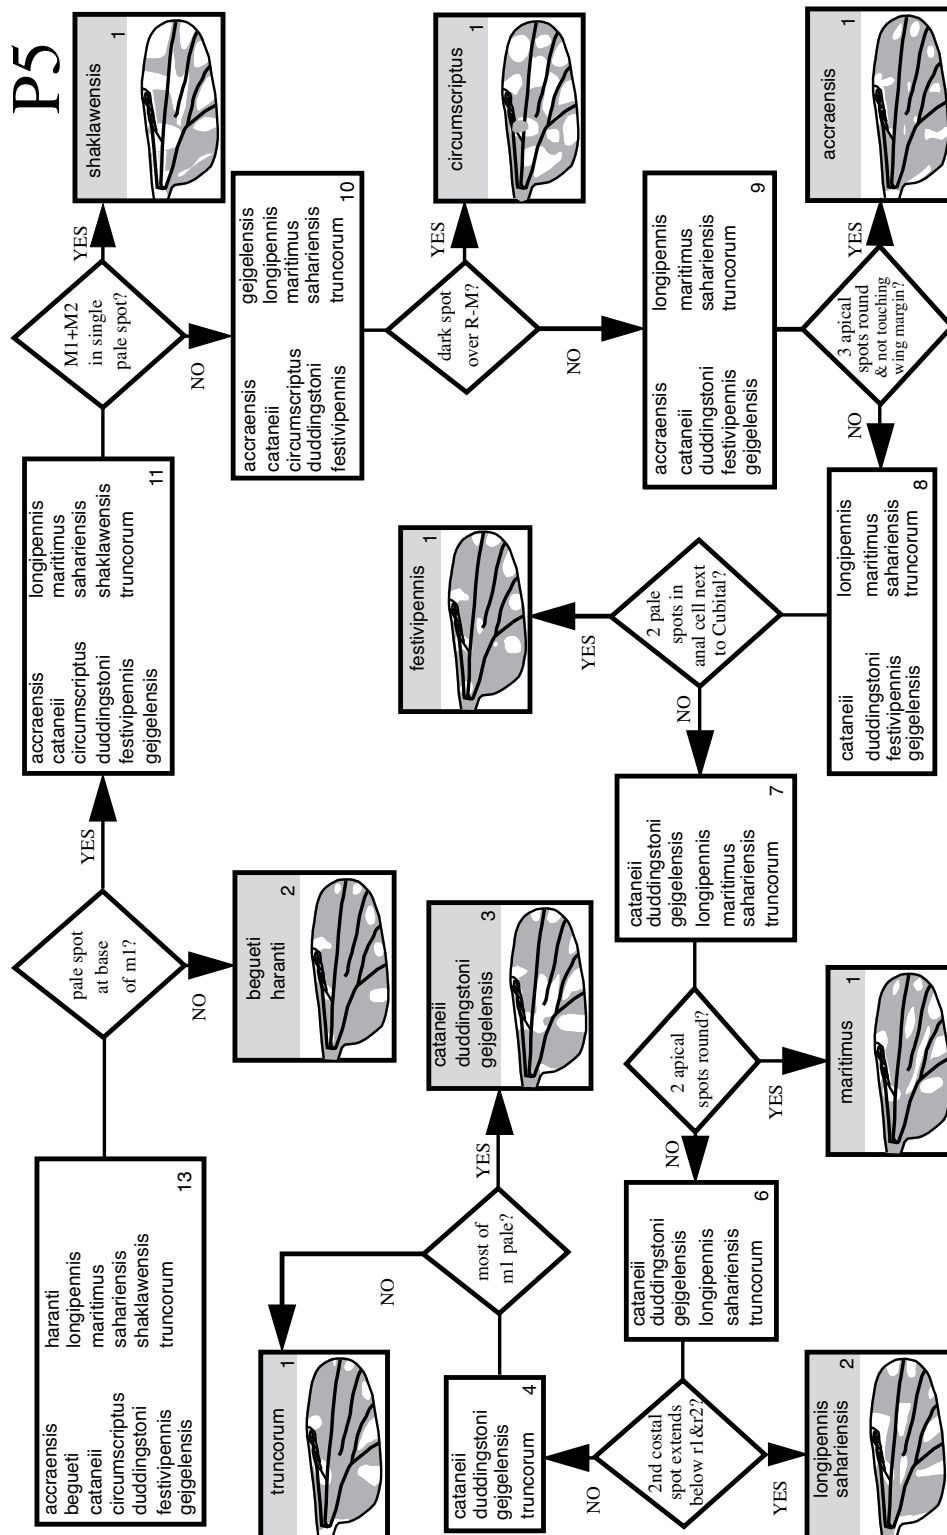 P5
accraensis
begueti
cataneii
circumscriptus
duddingstoni
festivipennis
gejgelensis
haranti
longipennis
maritimus
sahariensis
shaklawensis
truncorum
13
pale spot
at base
of m1?
NO
begueti
haranti
2
YES
accraensis
cataneii
circumscriptus
duddingstoni
festivipennis
gejgelensis
longipennis
maritimus
sahariensis
shaklawensis
truncorum
11
M1+M2
in single
pale spot?
YES
shaklawensis
1
NO
accraensis
cataneii
circumscriptus
duddingstoni
festivipennis
gejgelensis
longipennis
maritimus
sahariensis
truncorum
10
dark spot
over R-M?
YES
circumscriptus
1
NO
accraensis
cataneii
duddingstoni
festivipennis
gejgelensis
longipennis
maritimus
sahariensis
truncorum
9
3 apical
spots round
& not touching
wing margin?
YES
accraensis
1
NO
cataneii
duddingstoni
festivipennis
gejgelensis
longipennis
maritimus
sahariensis
truncorum
8
2 pale
spots in
anal cell next
to Cubital?
YES
festivipennis
1
NO
cataneii
duddingstoni
gejgelensis
longipennis
maritimus
sahariensis
truncorum
7
2 apical
spots round?
YES
maritimus
1
NO
cataneii
duddingstoni
gejgelensis
longipennis
sahariensis
truncorum
6
2nd costal
spot extends
below r1&r2?
YES
longipennis
sahariensis
2
NO
cataneii
duddingstoni
gejgelensis
truncorum
4
most of
m1 pale?
YES
cataneii
duddingstoni
gejgelensis
3
NO
truncorum
1